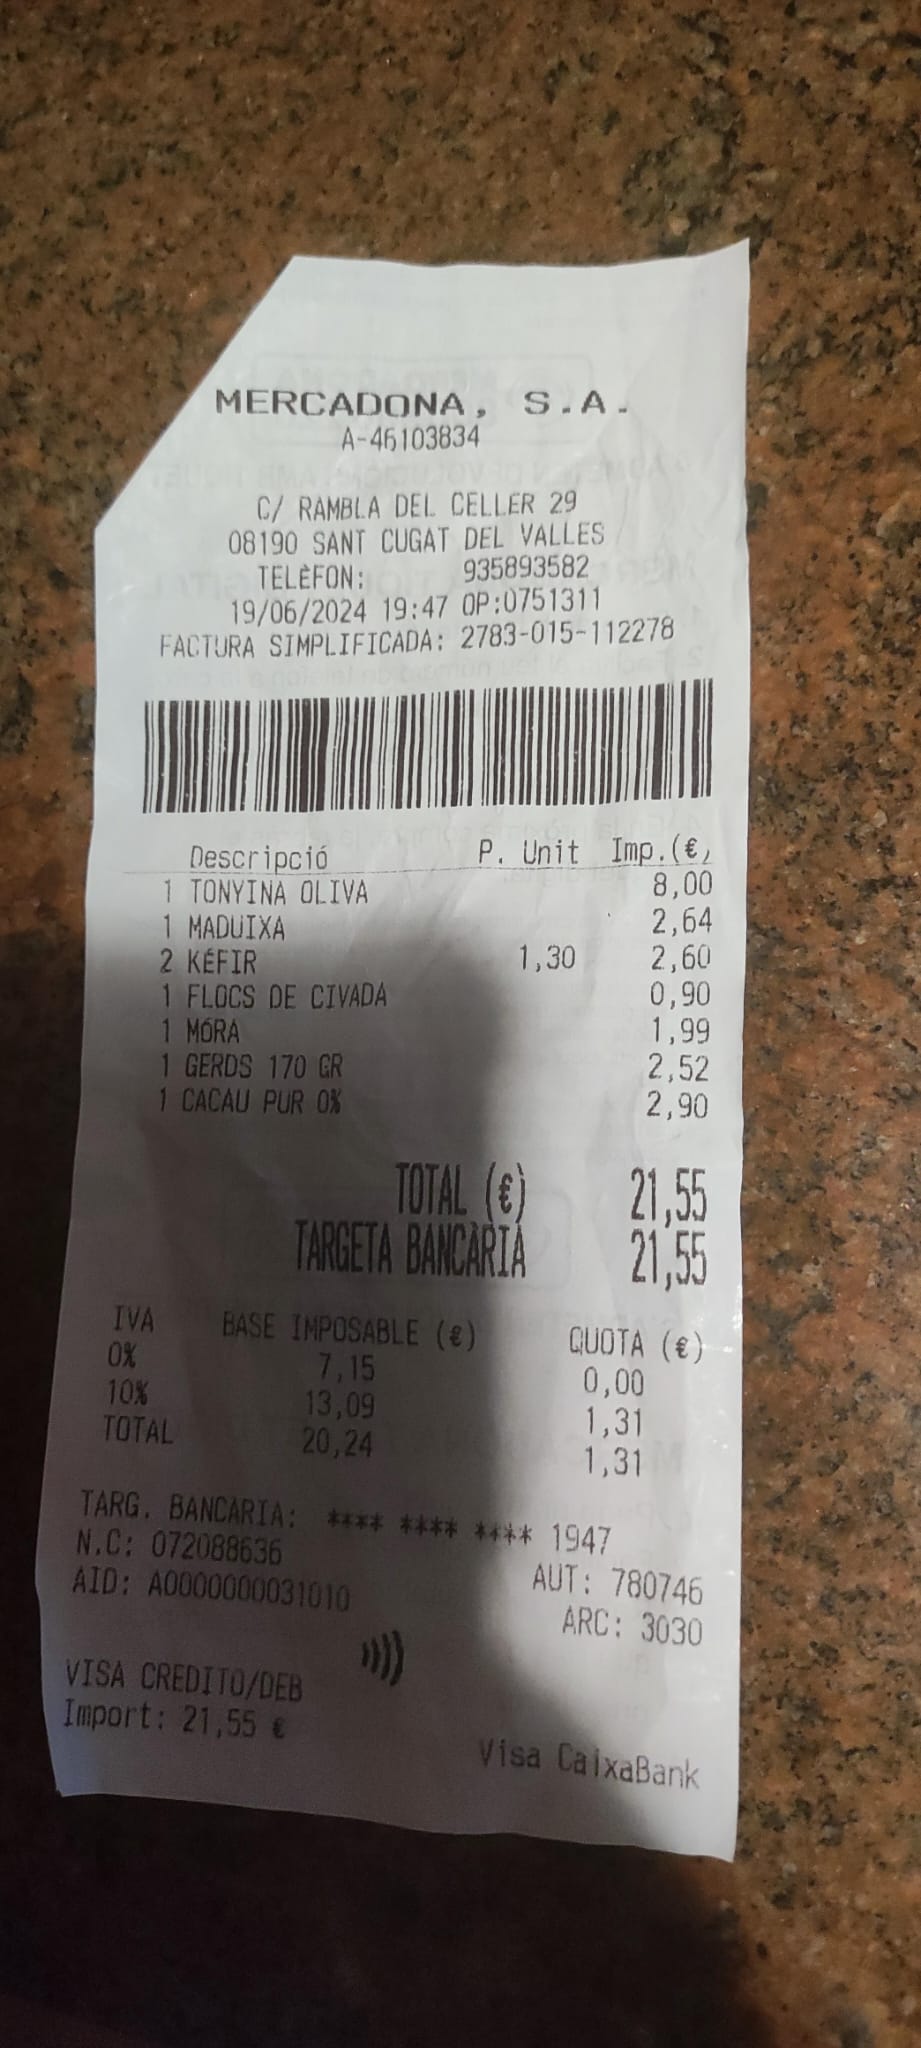 MERCADONA, S.A.
A-46103834
C/ RAMBLA DEL CELLER 29
08190 SANT CUGAT DEL VALLES
TELÈFON: 935893582
19/06/2024 19:47 OP:0751311
FACTURA SIMPLIFICADA: 2783-015-112278
Descripció P. Unit Imp.(€)
1 TONYINA OLIVA 8,00
1 MADUIXA 2,64
2 KÉFIR 1,30 2,60
1 FLOCS DE CIVADA 0,90
1 MÓRA 1,99
1 GERDS 170 GR 2,52
1 CACAU PUR 0% 2,90
TOTAL (€) 21,55
TARGETA BANCÀRIA 21,55
IVA BASE IMPOSABLE (€) QUOTA (€)
0% 7,15 0,00
10% 13,09 1,31
TOTAL 20,24 1,31
TARG. BANCARIA: **** **** **** 1947
N.C: 072088636 AUT: 780746
AID: A0000000031010 ARC: 3030
VISA CREDITO/DEB
Import: 21,55 € Visa CaixaBank